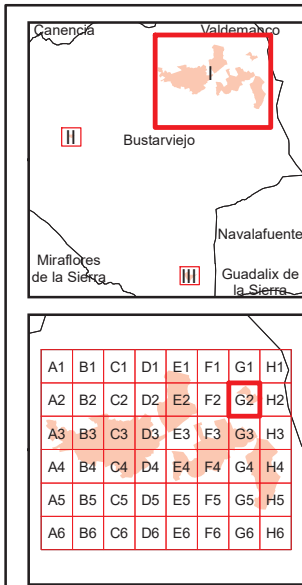 Canencia Valdemanco
I
II Bustarviejo
Navalafuente
Miraflores
de la Sierra
III
Guadalix de
la Sierra
A1 B1 C1 D1 E1 F1 G1 H1
A2 B2 C2 D2 E2 F2 G2 H2
A3 B3 C3 D3 E3 F3 G3 H3
A4 B4 C4 D4 E4 F4 G4 H4
A5 B5 C5 D5 E5 F5 G5 H5
A6 B6 C6 D6 E6 F6 G6 H6